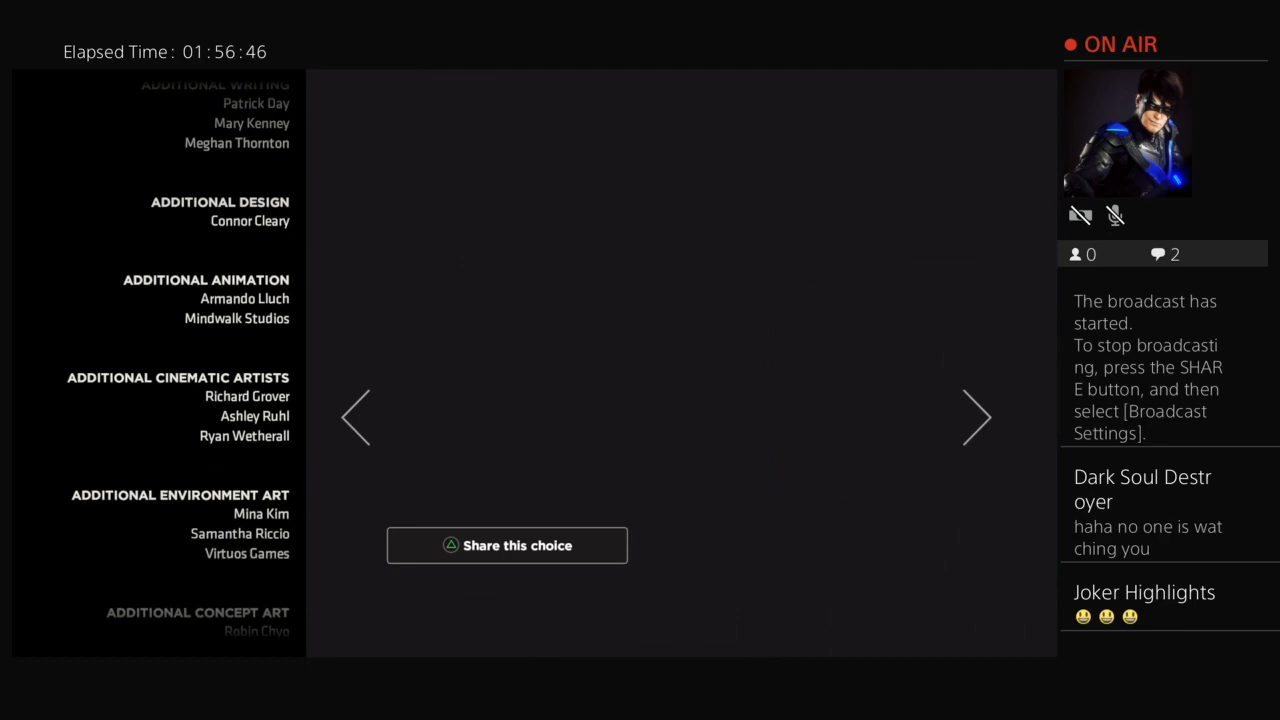 Elapsed Time: 01:56:46
ADDITIONAL WRITING
Patrick Day
Mary Kenney
Meghan Thornton
ADDITIONAL DESIGN
Connor Cleary
ADDITIONAL ANIMATION
Armando Lluch
Mindwalk Studios
ADDITIONAL CINEMATIC ARTISTS
Richard Grover
Ashley Ruhl
Ryan Wetherall
ADDITIONAL ENVIRONMENT ART
Mina Kim
Samantha Riccio
Virtuos Games
ADDITIONAL CONCEPT ART
Robin Chyo
Share this choice
ON AIR
0
2
The broadcast has
started.
To stop broadcasti
ng, press the SHAR
E button, and then
select [Broadcast
Settings].
Dark Soul Destr
oyer
haha no one is wat
ching you
Joker Highlights
😃 😃 😃